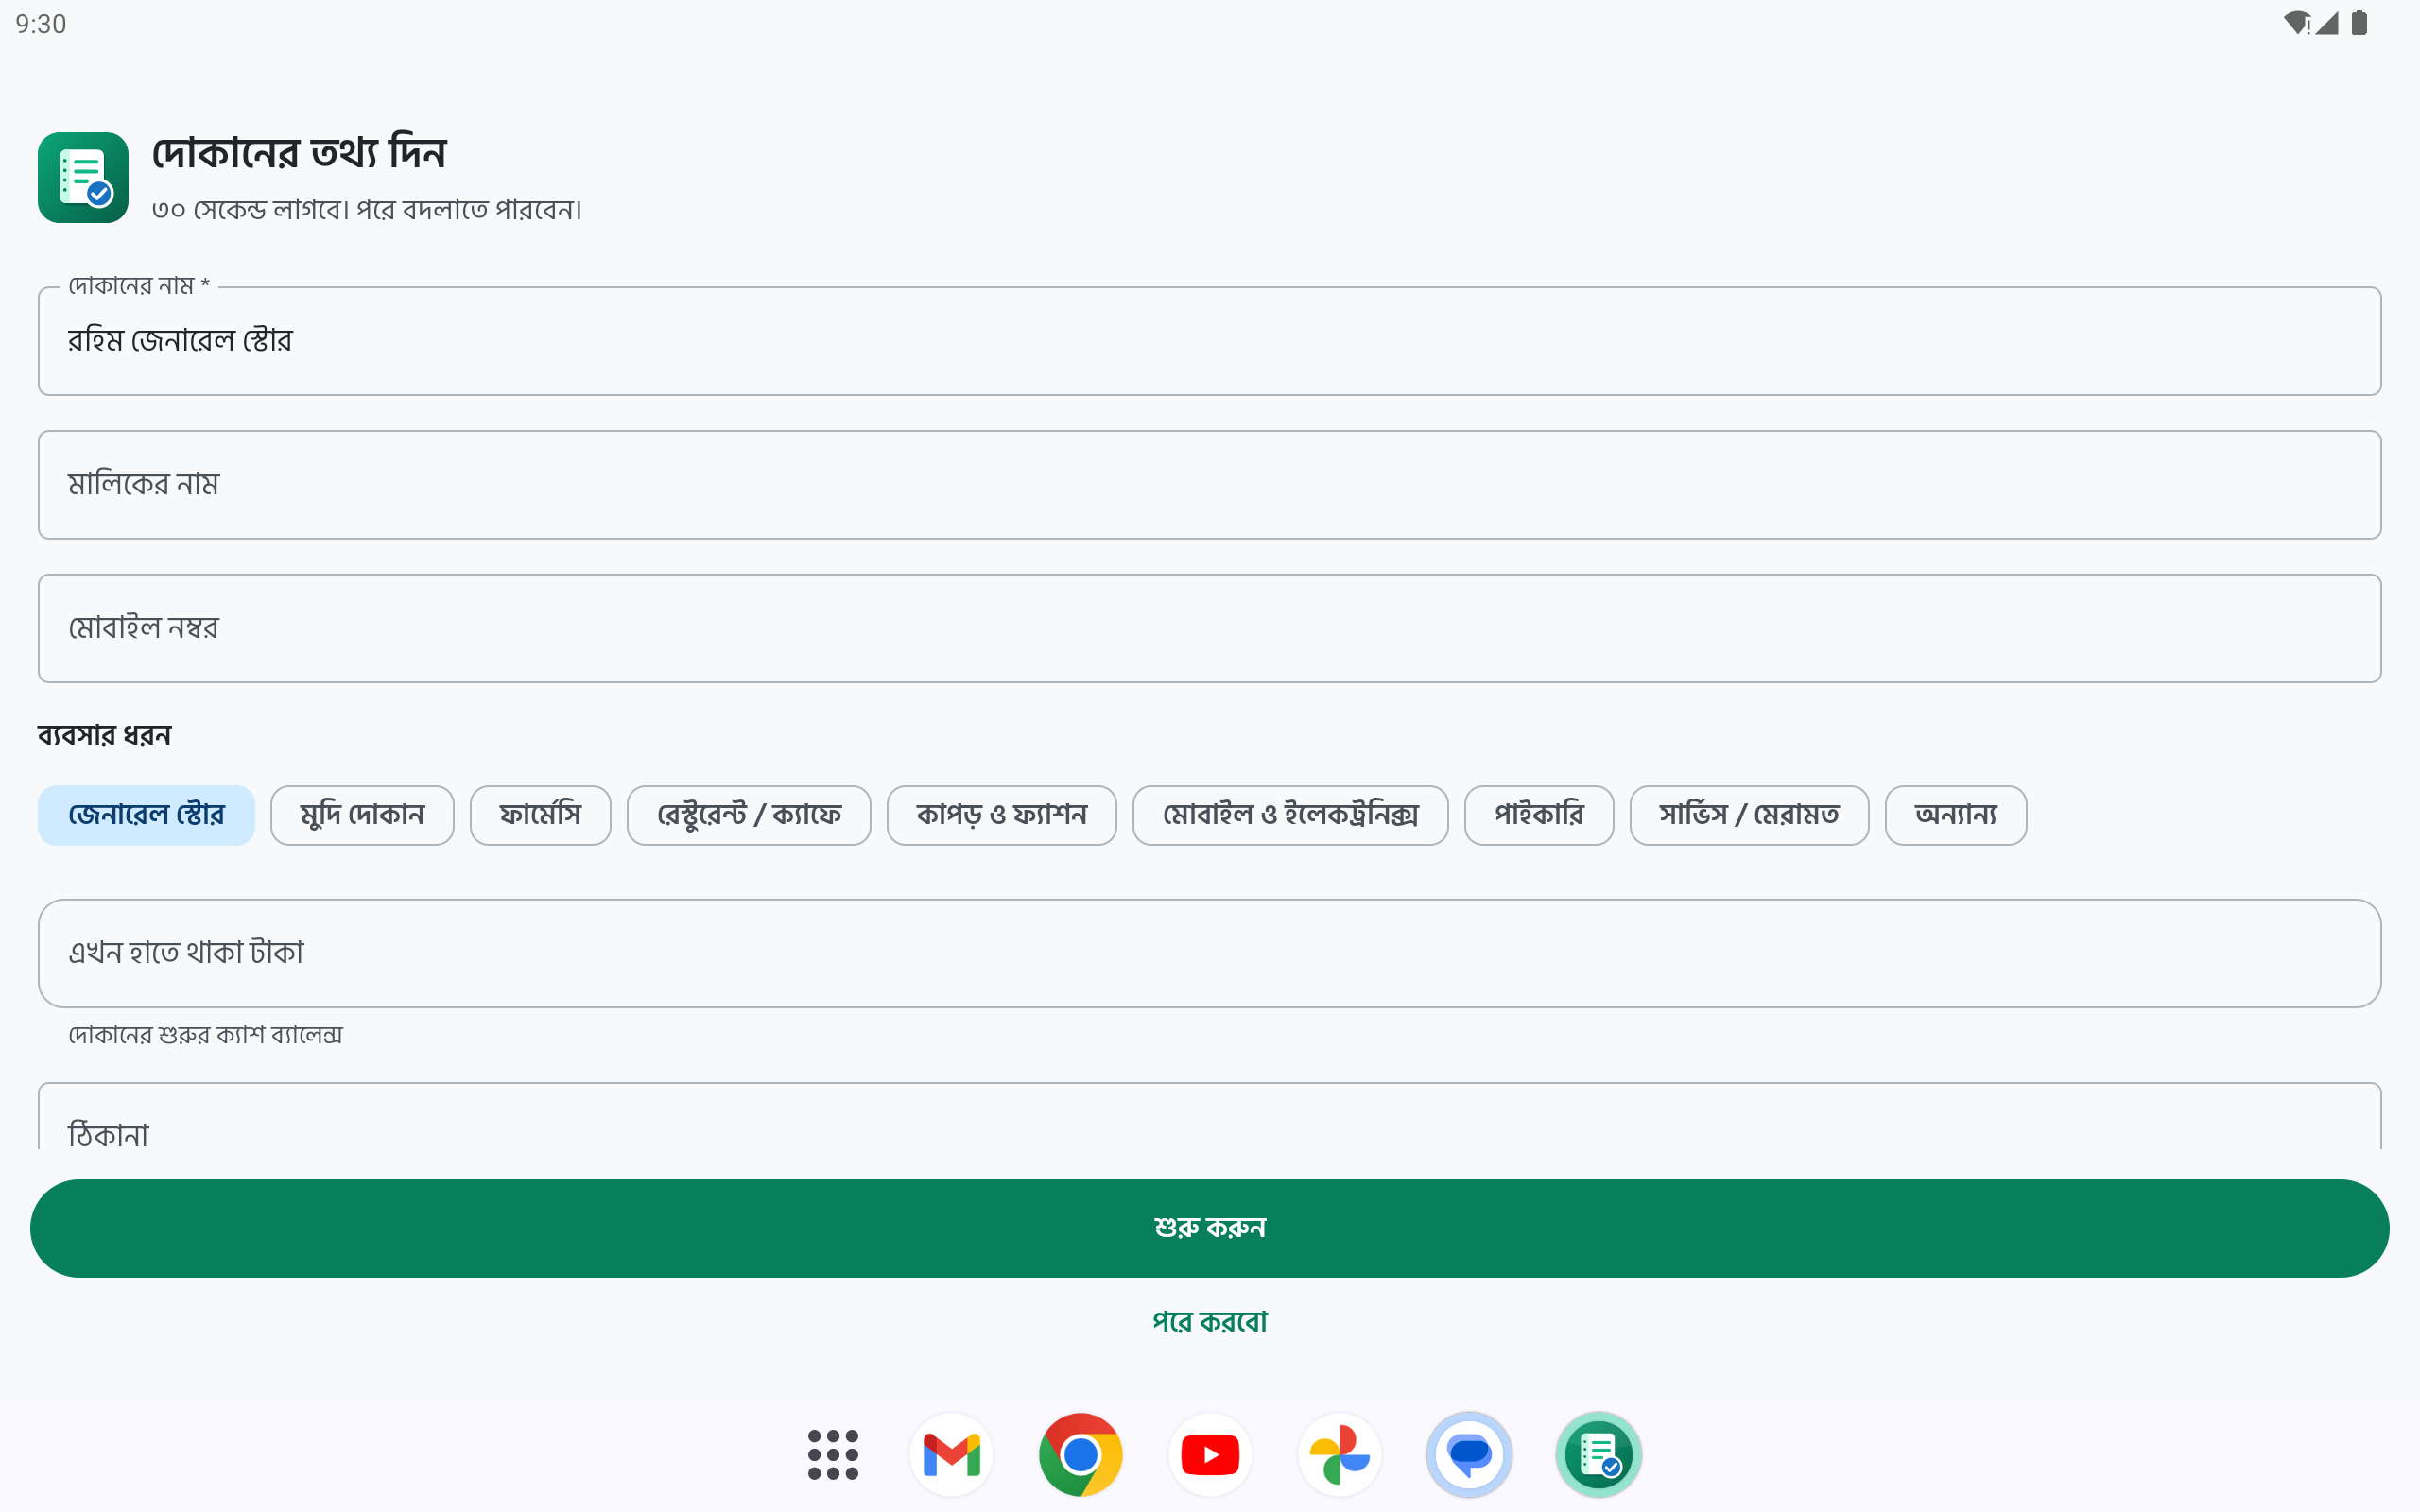 9:30
দোকানের তথ্য দিন
৩০ সেকেন্ড লাগবে। পরে বদলাতে পারবেন।
দোকানের নাম *
রহিম জেনারেল স্টোর
মালিকের নাম
মোবাইল নম্বর
ব্যবসার ধরন
জেনারেল স্টোর মুদি দোকান ফার্মেসি রেস্টুরেন্ট / ক্যাফে কাপড় ও ফ্যাশন মোবাইল ও ইলেকট্রনিক্স পাইকারি সার্ভিস / মেরামত অন্যান্য
এখন হাতে থাকা টাকা
দোকানের শুরুর ক্যাশ ব্যালেন্স
ঠিকানা
শুরু করুন
পরে করবো